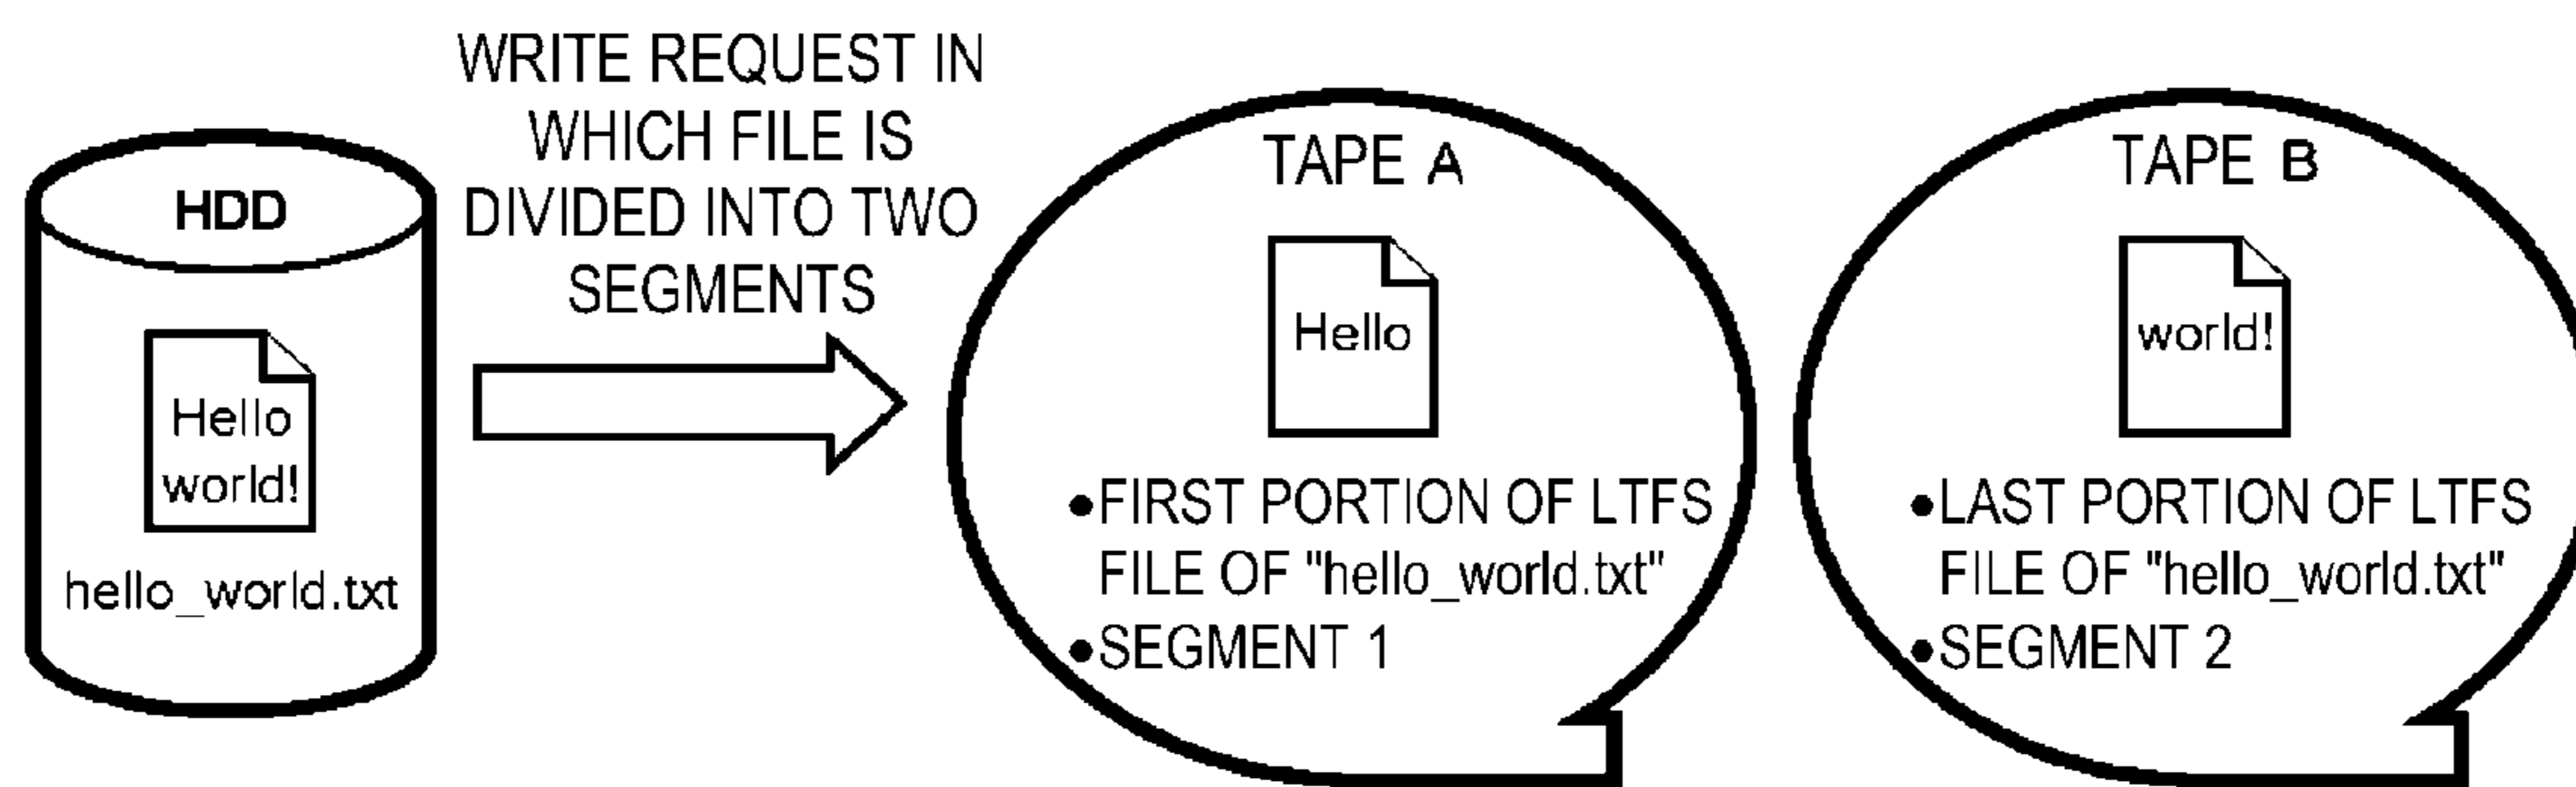 HDD
Hello
world!
hello_world.txt
WRITE REQUEST IN
WHICH FILE IS
DIVIDED INTO TWO
SEGMENTS
TAPE A
Hello
•FIRST PORTION OF LTFS
FILE OF "hello_world.txt"
•SEGMENT 1
TAPE B
world!
•LAST PORTION OF LTFS
FILE OF "hello_world.txt"
•SEGMENT 2